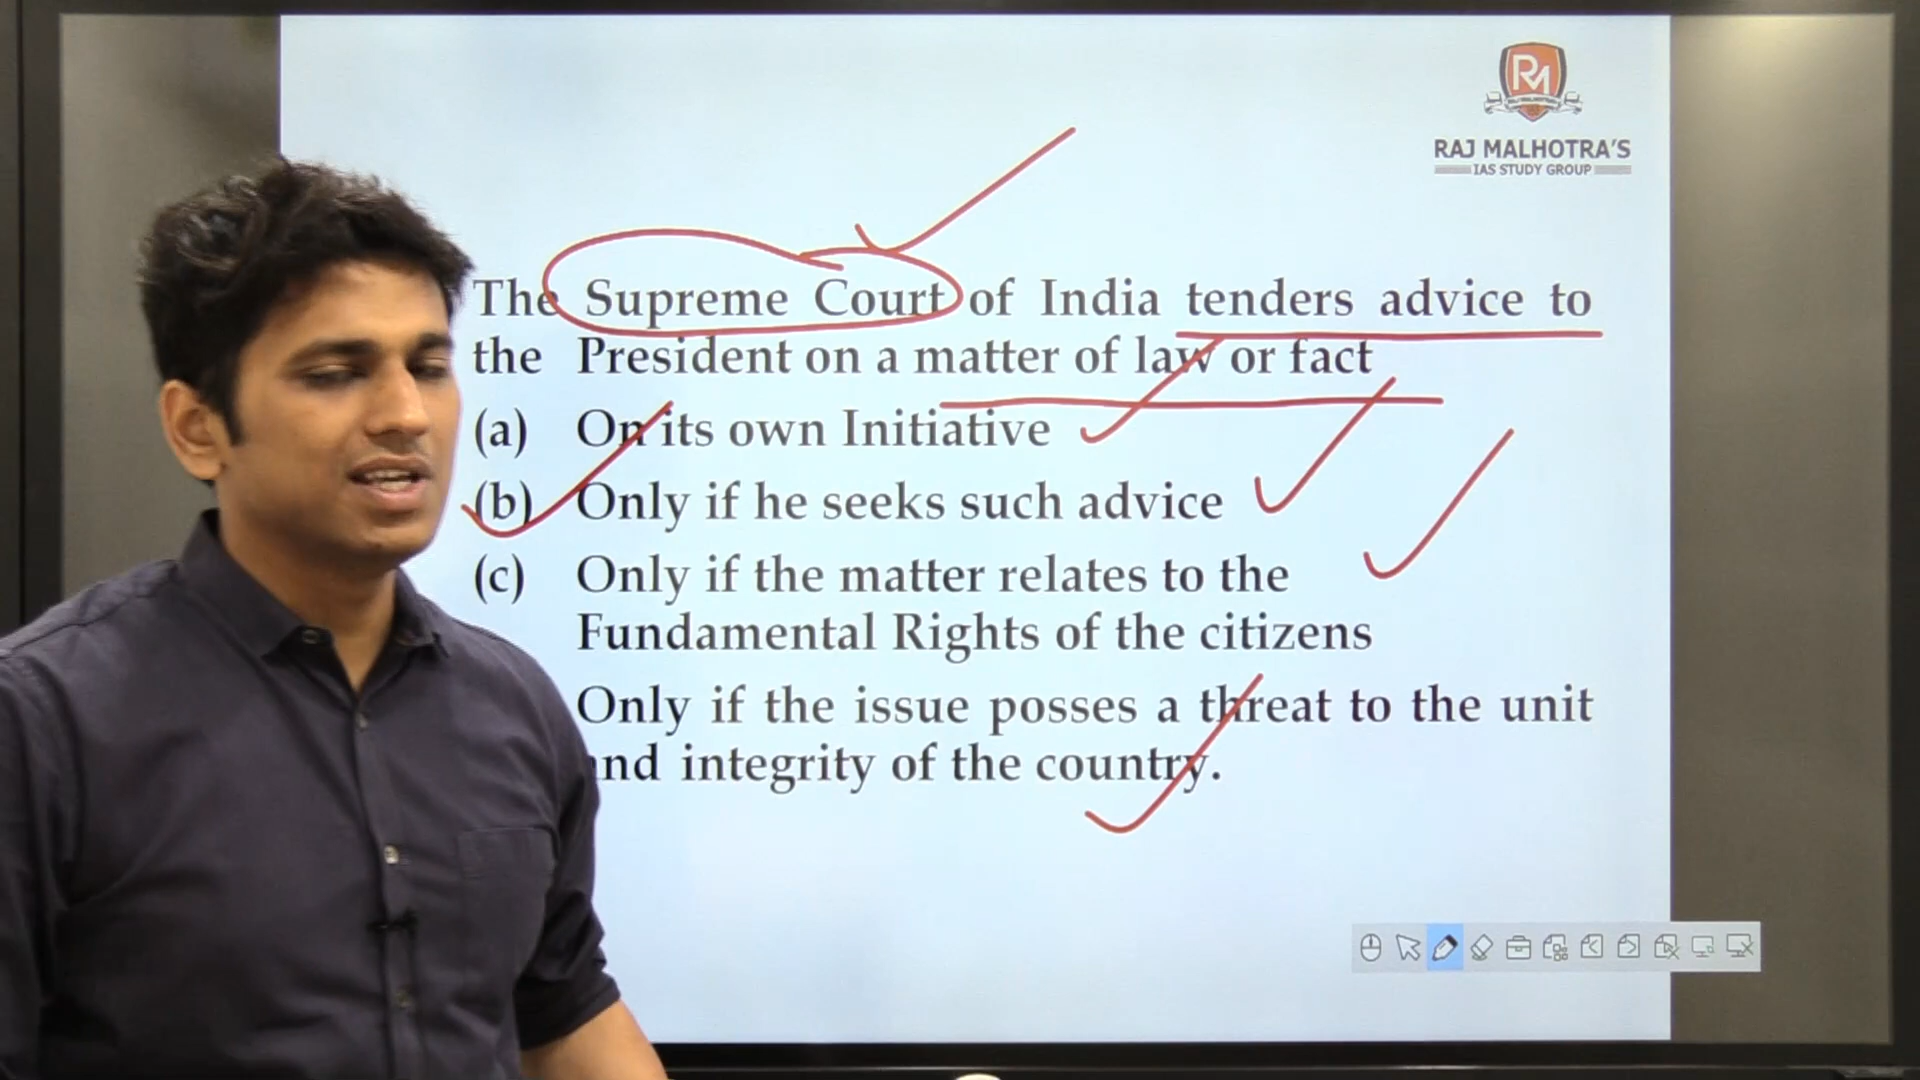 RM
RAJ MALHOTRA'S
IAS STUDY GROUP
The Supreme Court of India tenders advice to
the President on a matter of law or fact
(a) On its own Initiative
(b) Only if he seeks such advice
(c) Only if the matter relates to the
Fundamental Rights of the citizens
Only if the issue posses a threat to the unit
and integrity of the country.